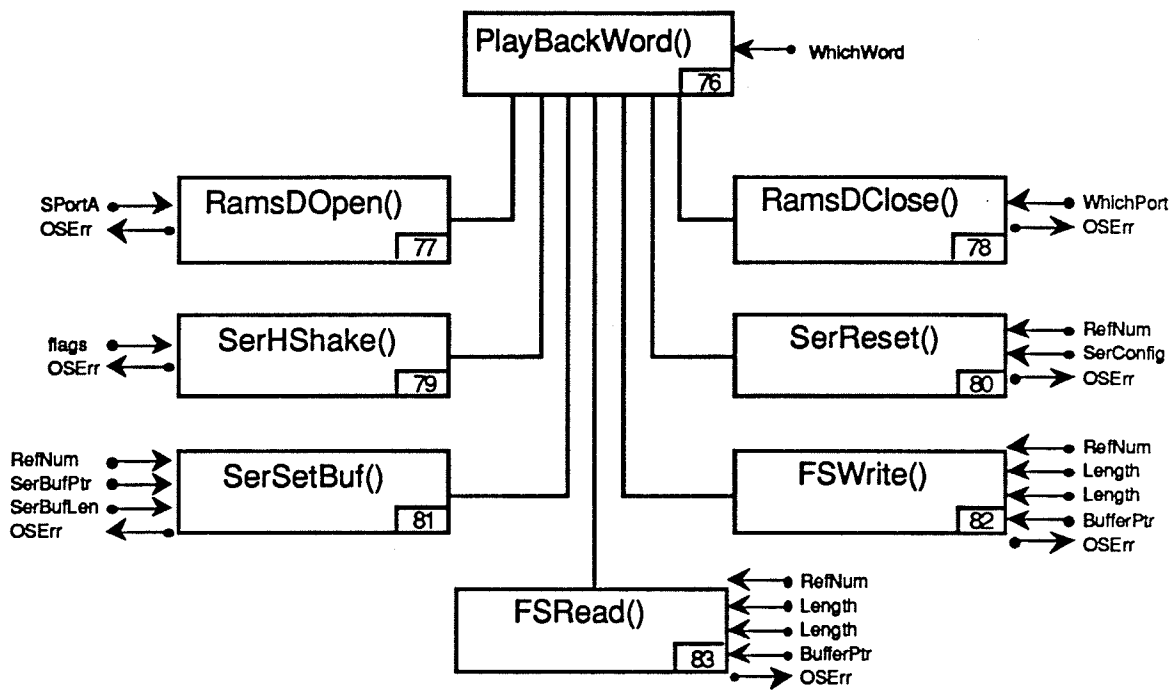 PlayBackWord()
76
WhichWord
SPortA
OSErr
RamsDOpen()
77
RamsDClose()
78
WhichPort
OSErr
flags
OSErr
SerHShake()
79
SerReset()
80
RefNum
SerConfig
OSErr
RefNum
SerBufPtr
SerBufLen
OSErr
SerSetBuf()
81
FSWrite()
82
RefNum
Length
Length
BufferPtr
OSErr
FSRead()
83
RefNum
Length
Length
BufferPtr
OSErr